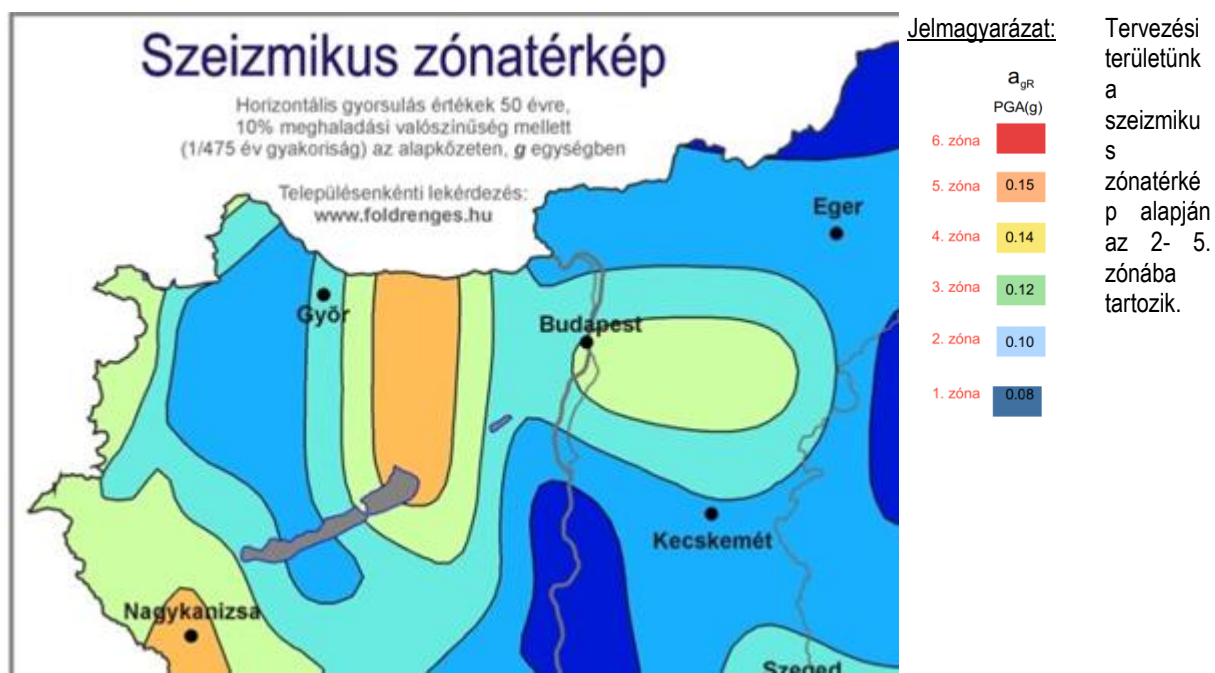 Szeizmikus zónatérkép
Horizontális gyorsulás értékek 50 évre,
10% meghaladási valószínűség mellett
(1/475 év gyakoriság) az alapkőzeten, g egységben
Településenkénti lekérdezés:
www.foldrenges.hu
Eger
Győr
Budapest
Kecskemét
Nagykanizsa
Szeged
Jelmagyarázat:
agR
PGA(g)
6. zóna
5. zóna 0.15
4. zóna 0.14
3. zóna 0.12
2. zóna 0.10
1. zóna 0.08
Tervezési
területünk
a
szeizmiku
s
zónatérké
p alapján
az 2- 5.
zónába
tartozik.